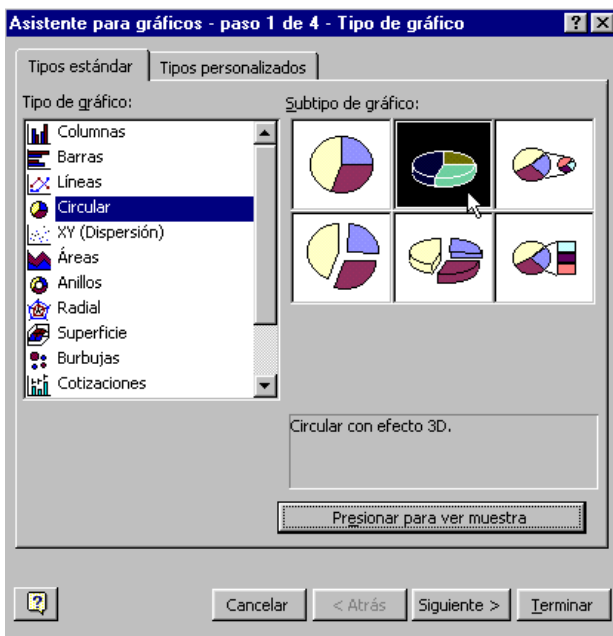 Asistente para gráficos - paso 1 de 4 - Tipo de gráfico
Tipos estándar
Tipos personalizados
Tipo de gráfico:
Subtipo de gráfico:
Columnas
Barras
Líneas
Circular
XY (Dispersión)
Áreas
Anillos
Radial
Superficie
Burbujas
Cotizaciones
Circular con efecto 3D.
Presionar para ver muestra
Cancelar
< Atrás
Siguiente >
Terminar